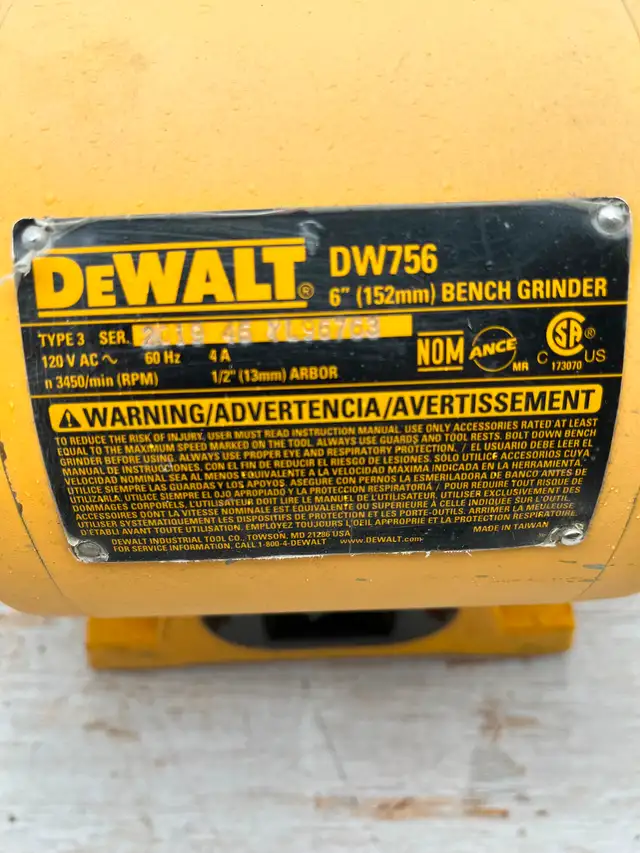 DEWALT®
DW756
6" (152mm) BENCH GRINDER
TYPE 3 SER.
120 V AC ~ 60 Hz 4 A
n 3450/min (RPM) 1/2" (13mm) ARBOR
NOM ANCE MR C SA US
173070
⚠WARNING/ADVERTENCIA/AVERTISSEMENT
TO REDUCE THE RISK OF INJURY, USER MUST READ INSTRUCTION MANUAL. USE ONLY ACCESSORIES RATED AT LEAST
EQUAL TO THE MAXIMUM SPEED MARKED ON THE TOOL. ALWAYS USE GUARDS AND TOOL RESTS. BOLT DOWN BENCH
GRINDER BEFORE USING. ALWAYS USE PROPER EYE AND RESPIRATORY PROTECTION. / EL USUARIO DEBE LEER EL
MANUAL DE INSTRUCCIONES, CON EL FIN DE REDUCIR EL RIESGO DE LESIONES. SOLO UTILICE ACCESORIOS CUYA
VELOCIDAD NOMINAL SEA AL MENOS EQUIVALENTE A LA VELOCIDAD MAXIMA INDICADA EN LA HERRAMIENTA.
UTILICE SIEMPRE LAS GUARDAS Y LOS APOYOS. ASEGURE CON PERNOS LA ESMERILADORA DE BANCO ANTES DE
UTILIZARLA, UTILICE SIEMPRE EL OJO APROPIADO Y LA PROTECCION RESPIRATORIA / POUR REDUIRE TOUT RISQUE DE
DOMMAGES CORPORELS, l'UTILISATEUR DOIT LIRE LE MANUEL DE l'UTILISATEUR. UTILISER EXCLUSIVEMENT DES
ACCESSOIRES DONT LA VITESSE NOMINALE EST EQUIVALENTE OU SUPERIEURE A CELLE INDIQUEE SUR l'OUTIL.
UTILISER SYSTEMATIQUEMENT LES DISPOSITIFS DE PROTECTION ET LES PORTE-OUTILS. ARRIMER LA MEULEUSE
D'ETABLI AVANT TOUTE UTILISATION. EMPLOYEZ TOUJOURS l'OEIL APPROPRIE ET LA PROTECTION RESPIRATOIRE.
DEWALT INDUSTRIAL TOOL CO., TOWSON, MD 21286 USA
FOR SERVICE INFORMATION, CALL 1-800-4-DEWALT www.DEWALT.com
MADE IN TAIWAN